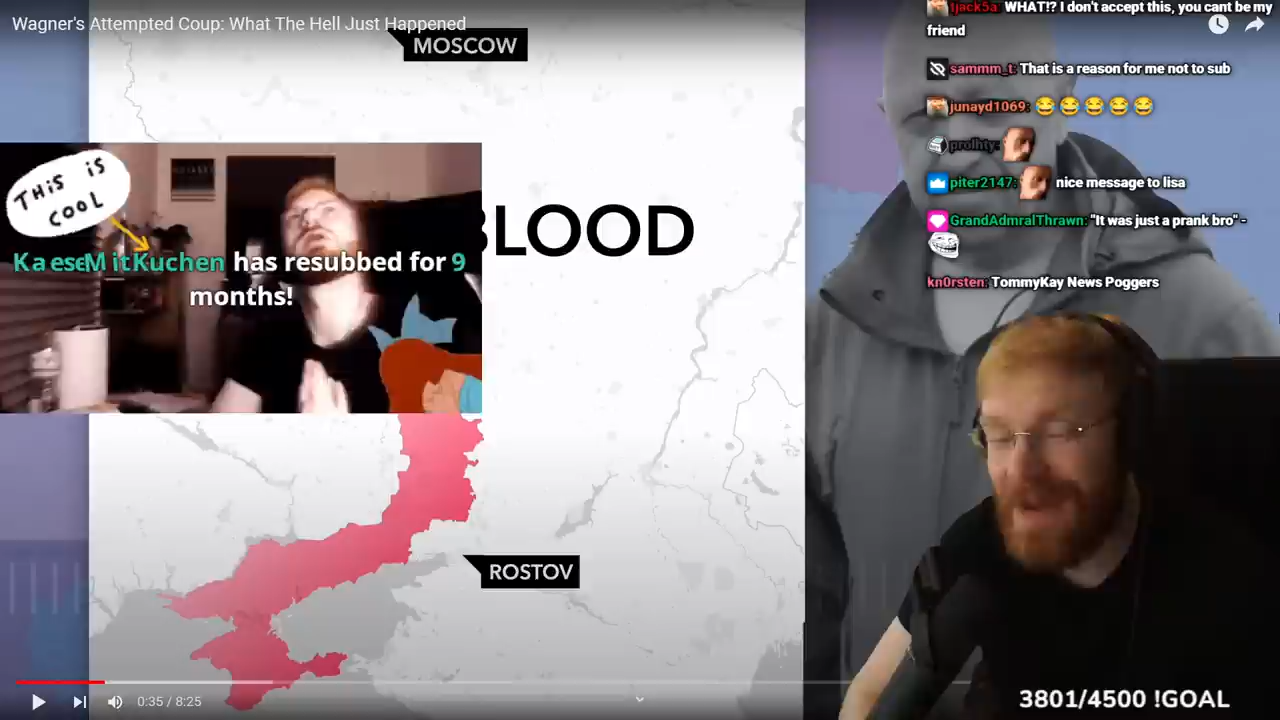 Wagner's Attempted Coup: What The Hell Just Happened
MOSCOW
tjack5a: WHAT!? I don't accept this, you cant be my
friend
sammm_t: That is a reason for me not to sub
junayd1069: 😂 😂 😂 😂 😂
prolhty:
piter2147: nice message to lisa
GrandAdmralThrawn: "It was just a prank bro" -
kn0rsten: TommyKay News Poggers
THIS IS
COOL
KaeseMitKuchen has resubbed for 9
months!
BLOOD
ROSTOV
0:35 / 8:25
3801/4500 !GOAL